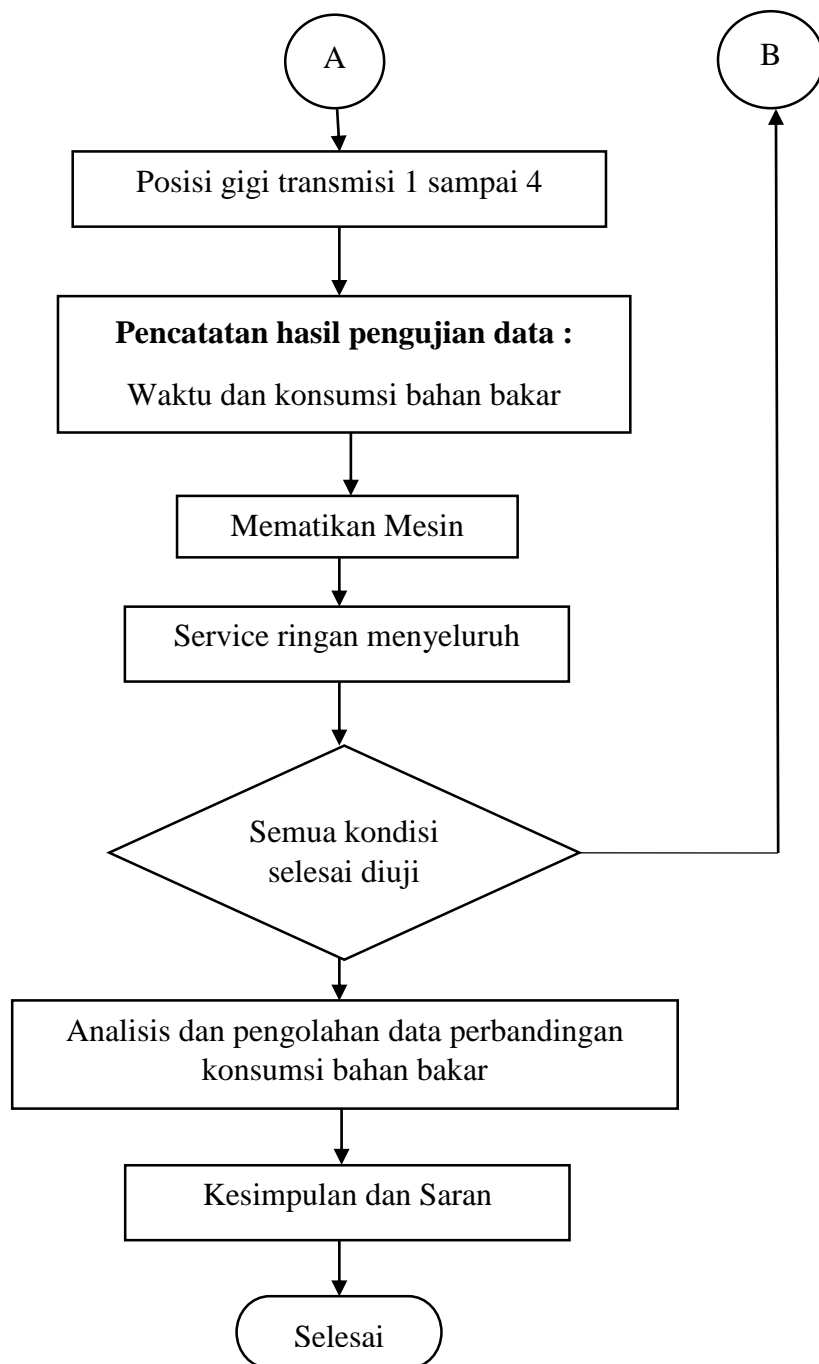 A
B
Posisi gigi transmisi 1 sampai 4
Pencatatan hasil pengujian data :
Waktu dan konsumsi bahan bakar
Mematikan Mesin
Service ringan menyeluruh
Semua kondisi
selesai diuji
Analisis dan pengolahan data perbandingan
konsumsi bahan bakar
Kesimpulan dan Saran
Selesai